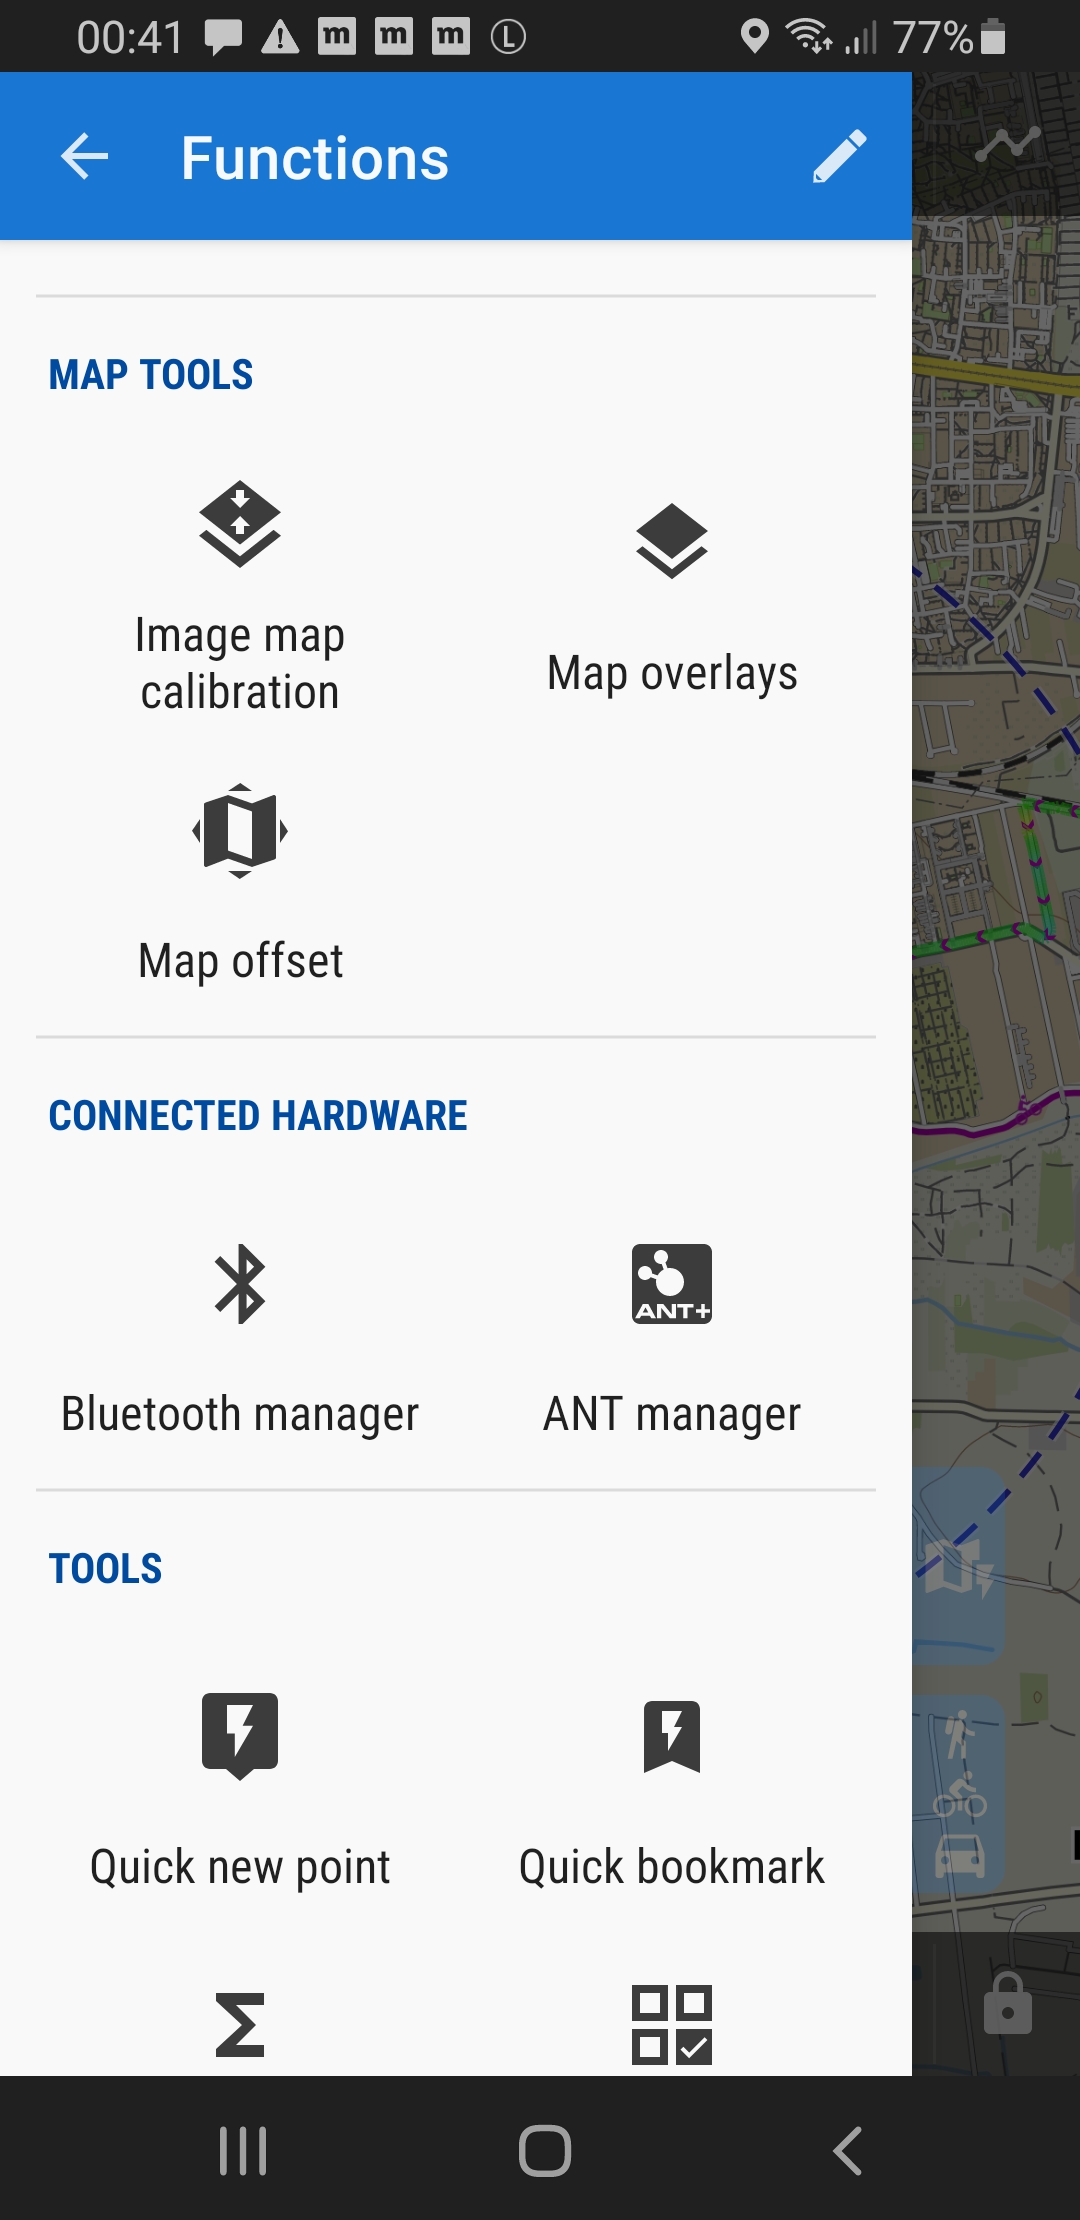 00:41
m m m L
77%
Functions
MAP TOOLS
Image map
calibration
Map overlays
Map offset
CONNECTED HARDWARE
ANT+
Bluetooth manager
ANT manager
TOOLS
Quick new point
Quick bookmark